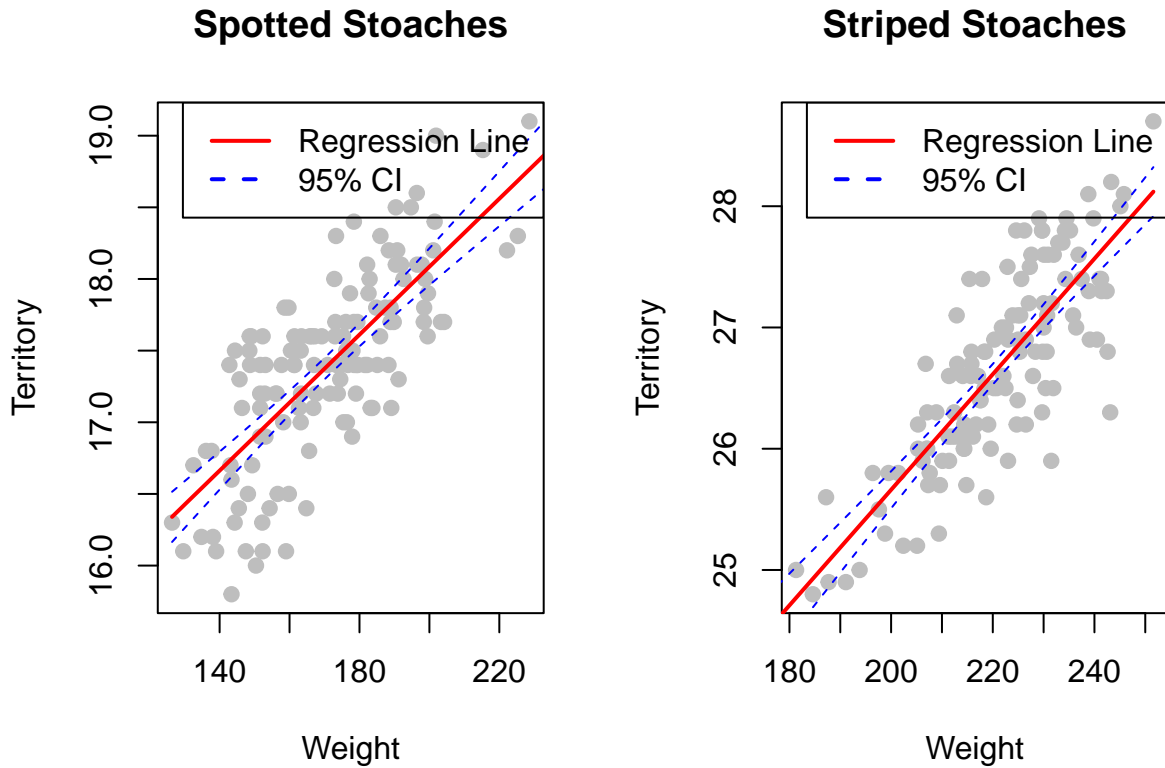 Spotted Stoaches
Regression Line
95% CI
Territory
16.0
17.0
18.0
19.0
140
180
220
Weight
Striped Stoaches
Regression Line
95% CI
Territory
25
26
27
28
180
200
220
240
Weight